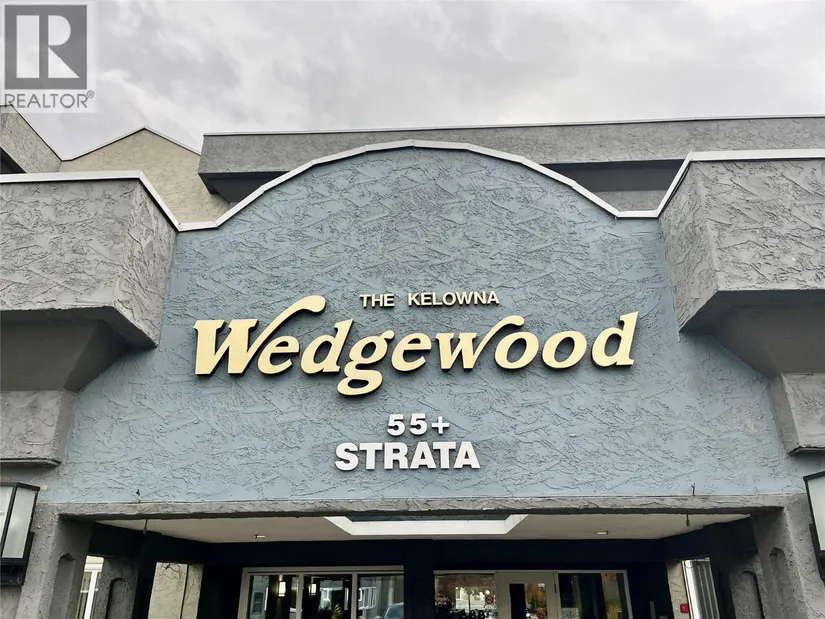 R
REALTOR®
THE KELOWNA
Wedgewood
55+
STRATA